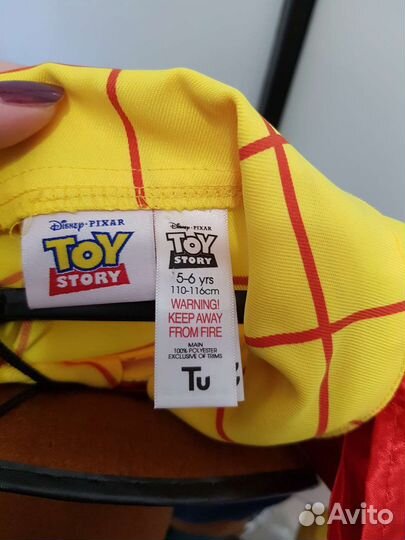 Disney · PIXAR
TOY
STORY
Disney · PIXAR
TOY
STORY
5-6 yrs
110-116cm
WARNING!
KEEP AWAY
FROM FIRE
MAIN
100% POLYESTER
EXCLUSIVE OF TRIMS
Tu
Avito